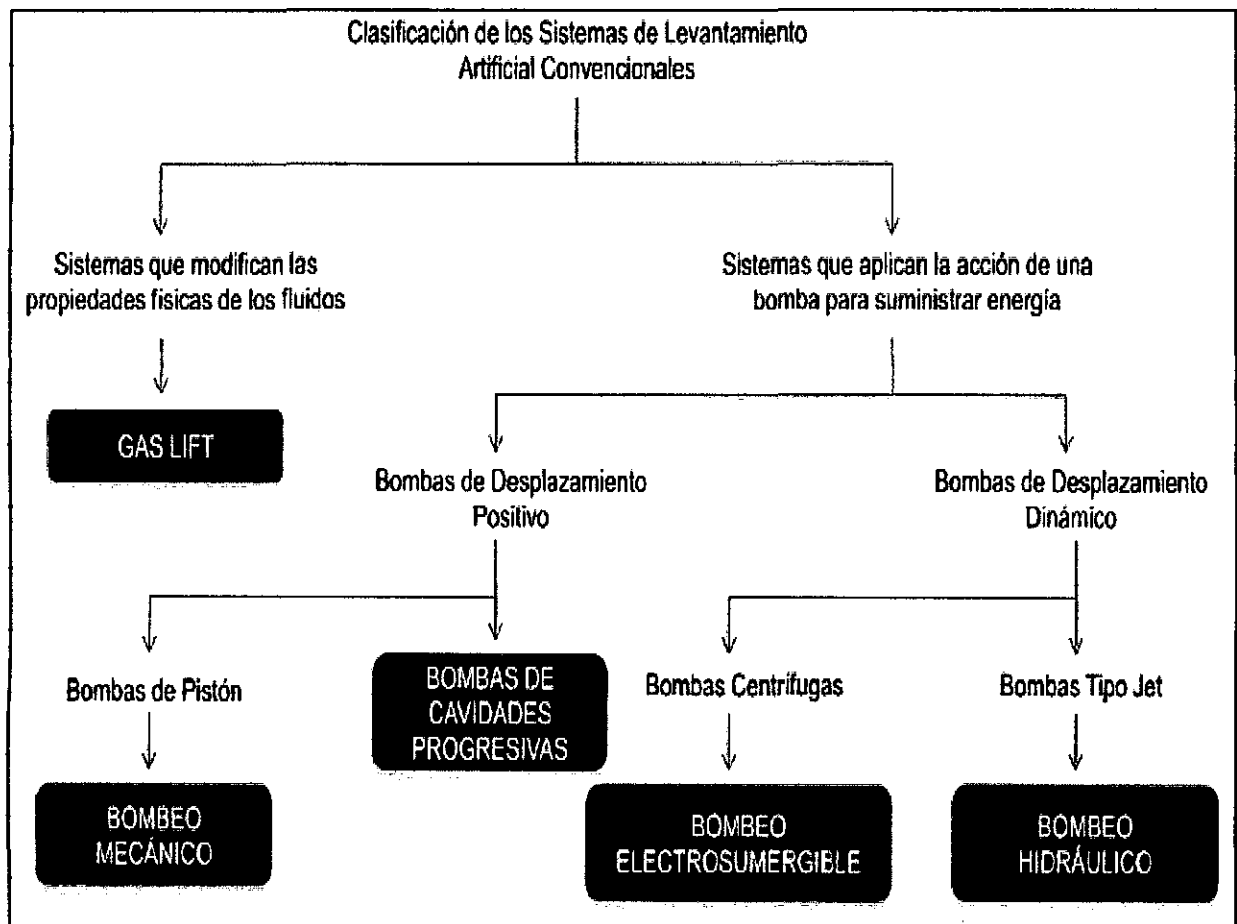 Clasificación de los Sistemas de Levantamiento
Artificial Convencionales
Sistemas que modifican las
propiedades físicas de los fluidos
Sistemas que aplican la acción de una
bomba para suministrar energía
GAS LIFT
Bombas de Desplazamiento
Positivo
Bombas de Desplazamiento
Dinámico
Bombas de Pistón
BOMBAS DE
CAVIDADES
PROGRESIVAS
Bombas Centrífugas
Bombas Tipo Jet
BOMBEO
MECÁNICO
BOMBEO
ELECTROSUMERGIBLE
BOMBEO
HIDRÁULICO